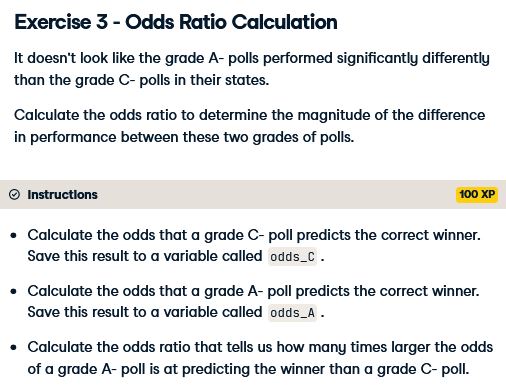 Exercise 3 - Odds Ratio Calculation
It doesn't look like the grade A- polls performed significantly differently
than the grade C- polls in their states.
Calculate the odds ratio to determine the magnitude of the difference
in performance between these two grades of polls.
Instructions
100 XP
Calculate the odds that a grade C- poll predicts the correct winner.
Save this result to a variable called odds_C .
Calculate the odds that a grade A- poll predicts the correct winner.
Save this result to a variable called odds_A .
Calculate the odds ratio that tells us how many times larger the odds
of a grade A- poll is at predicting the winner than a grade C- poll.